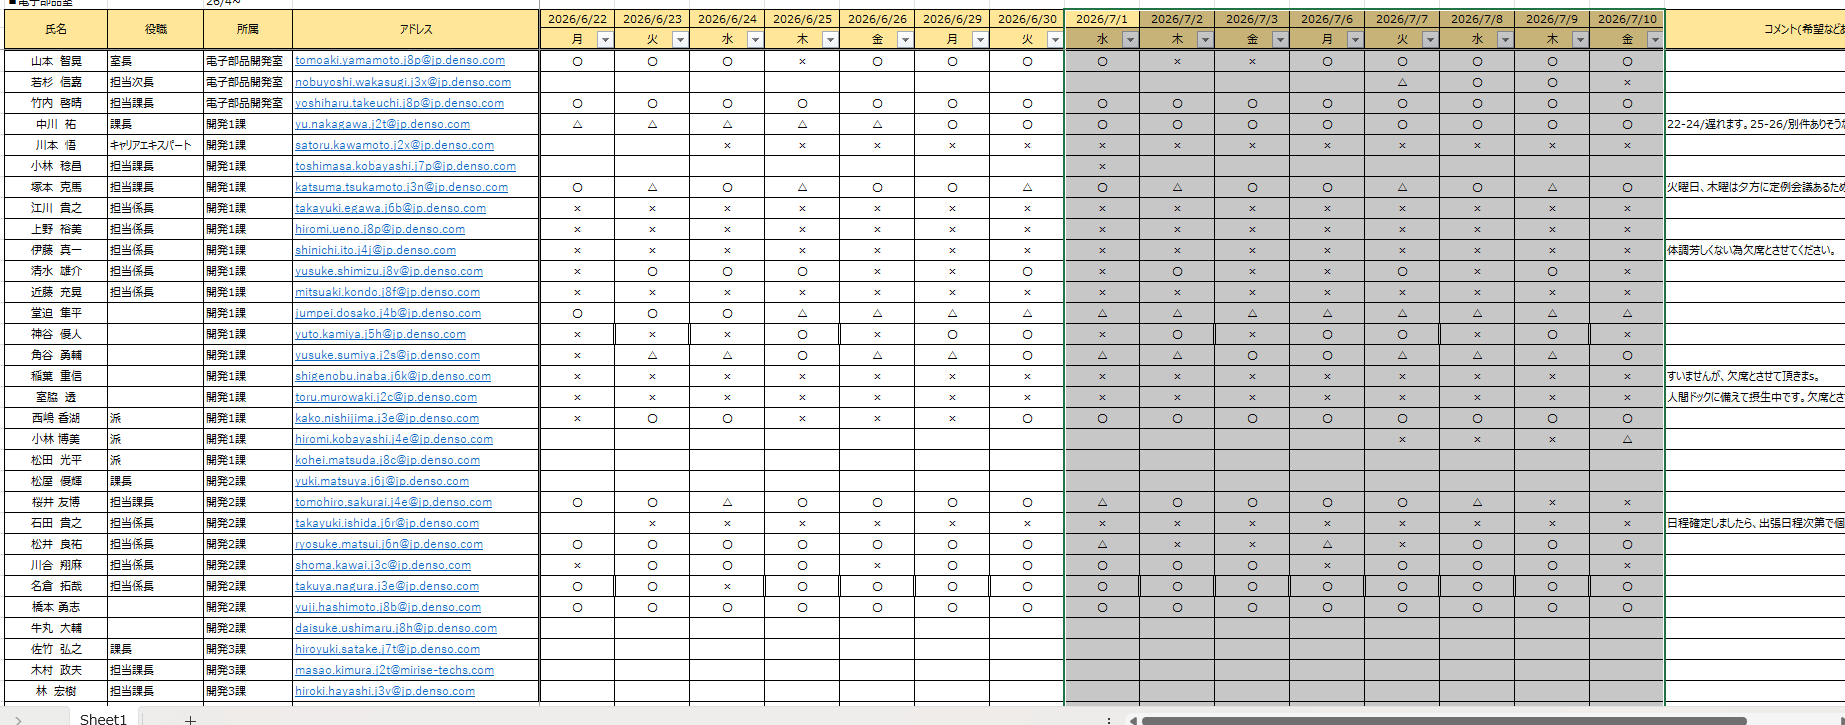 ■電子部品室 26/4~
氏名 役職 所属 アドレス 2026/6/22 2026/6/23 2026/6/24 2026/6/25 2026/6/26 2026/6/29 2026/6/30 2026/7/1 2026/7/2 2026/7/3 2026/7/6 2026/7/7 2026/7/8 2026/7/9 2026/7/10 コメント(希望などあ
月 火 水 木 金 月 火 水 木 金 月 火 水 木 金
山本 智晃 室長 電子部品開発室 tomoaki.yamamoto.j8p@jp.denso.com ○ ○ ○ × ○ ○ ○ ○ × × ○ ○ ○ ○ ○
若杉 信嘉 担当次長 電子部品開発室 nobuyoshi.wakasugi.j3x@jp.denso.com △ ○ ○ ×
竹内 啓晴 担当課長 電子部品開発室 yoshiharu.takeuchi.j8p@jp.denso.com ○ ○ ○ ○ ○ ○ ○ ○ ○ ○ ○ ○ ○ ○ ○
中川 祐 課長 開発1課 yu.nakagawa.j2t@jp.denso.com △ △ △ △ △ ○ ○ ○ ○ ○ ○ ○ ○ ○ ○ 22-24/遅れます。25-26/別件ありそうな
川本 悟 キャリアエキスパート 開発1課 satoru.kawamoto.j2x@jp.denso.com × × × × × × × × × × × × ×
小林 稔昌 担当課長 開発1課 toshimasa.kobayashi.j7p@jp.denso.com ×
塚本 克馬 担当課長 開発1課 katsuma.tsukamoto.j3n@jp.denso.com ○ △ ○ △ ○ ○ △ ○ △ ○ ○ △ ○ △ ○ 火曜日、木曜は夕方に定例会議あるため
江川 貴之 担当係長 開発1課 takayuki.egawa.j6b@jp.denso.com × × × × × × × × × × × × × × ×
上野 裕美 担当係長 開発1課 hiromi.ueno.j8p@jp.denso.com × × × × × × × × × × × × × × ×
伊藤 真一 担当係長 開発1課 shinichi.ito.j4j@jp.denso.com × × × × × × × × × × × × × × × 体調芳しくない為欠席とさせてください。
清水 雄介 担当係長 開発1課 yusuke.shimizu.j8v@jp.denso.com × ○ ○ ○ × × ○ × ○ × × ○ × ○ ×
近藤 充晃 担当係長 開発1課 mitsuaki.kondo.j8f@jp.denso.com × × × × × × × × × × × × × × ×
堂迫 隼平 開発1課 jumpei.dosako.j4b@jp.denso.com ○ ○ ○ △ △ △ △ △ △ △ △ △ △ △ △
神谷 優人 開発1課 yuto.kamiya.j5h@jp.denso.com × × × ○ × ○ ○ × ○ × ○ ○ × ○ ×
角谷 勇輔 開発1課 yusuke.sumiya.j2s@jp.denso.com × △ △ ○ △ △ ○ △ △ ○ ○ △ △ △ ○
稲葉 重信 開発1課 shigenobu.inaba.j6k@jp.denso.com × × × × × × × × × × × × × × × すいませんが、欠席とさせて頂きまs。
室脇 透 開発1課 toru.murowaki.j2c@jp.denso.com × × × × × × × × × × × × × × × 人間ドックに備えて摂生中です。欠席とさ
西嶋 香湖 派 開発1課 kako.nishijima.j3e@jp.denso.com × ○ ○ × × × ○ ○ ○ ○ ○ ○ ○ ○ ○
小林 博美 派 開発1課 hiromi.kobayashi.j4e@jp.denso.com × × × △
松田 光平 派 開発1課 kohei.matsuda.j8c@jp.denso.com
松屋 優輝 課長 開発2課 yuki.matsuya.j6j@jp.denso.com
桜井 友博 担当課長 開発2課 tomohiro.sakurai.j4e@jp.denso.com ○ ○ △ ○ ○ ○ ○ △ ○ ○ ○ ○ △ × ×
石田 貴之 担当係長 開発2課 takayuki.ishida.j6r@jp.denso.com × × × × × × × × × × × × × × 日程確定しましたら、出張日程次第で個
松井 良祐 担当係長 開発2課 ryosuke.matsui.j6n@jp.denso.com ○ ○ ○ ○ ○ ○ ○ △ × × △ × ○ ○ ○
川合 翔麻 担当係長 開発2課 shoma.kawai.j3c@jp.denso.com × ○ ○ ○ × ○ ○ ○ ○ ○ × ○ ○ ○ ×
名倉 拓哉 担当係長 開発2課 takuya.nagura.j3e@jp.denso.com ○ ○ × ○ ○ ○ ○ ○ ○ ○ ○ ○ ○ ○ ○
橋本 勇志 開発2課 yuji.hashimoto.j8b@jp.denso.com ○ ○ ○ ○ ○ ○ ○ ○ ○ ○ ○ ○ ○ ○ ○
牛丸 大輔 開発2課 daisuke.ushimaru.j8h@jp.denso.com
佐竹 弘之 課長 開発3課 hiroyuki.satake.j7t@jp.denso.com
木村 政夫 担当課長 開発3課 masao.kimura.j2t@mirise-techs.com
林 宏樹 担当課長 開発3課 hiroki.hayashi.j3v@jp.denso.com
Sheet1